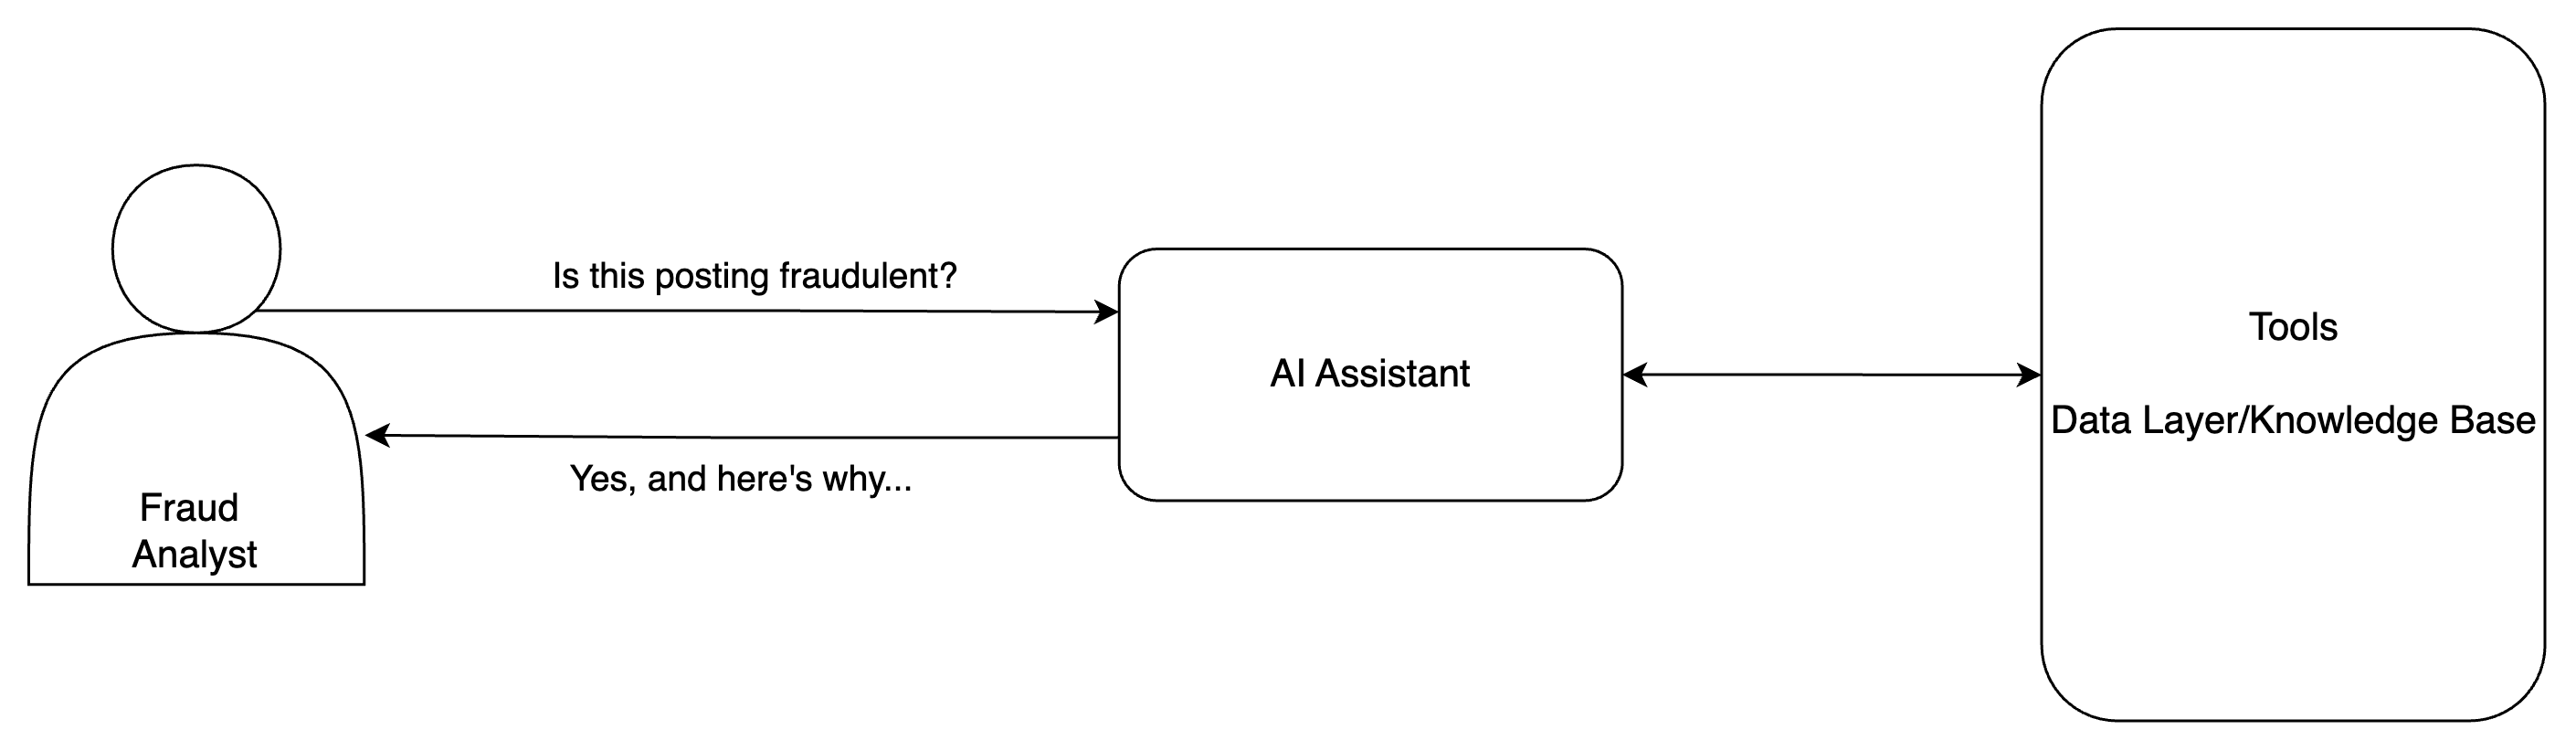 Is this posting fraudulent?
Yes, and here's why...
Fraud
Analyst
AI Assistant
Tools
Data Layer/Knowledge Base